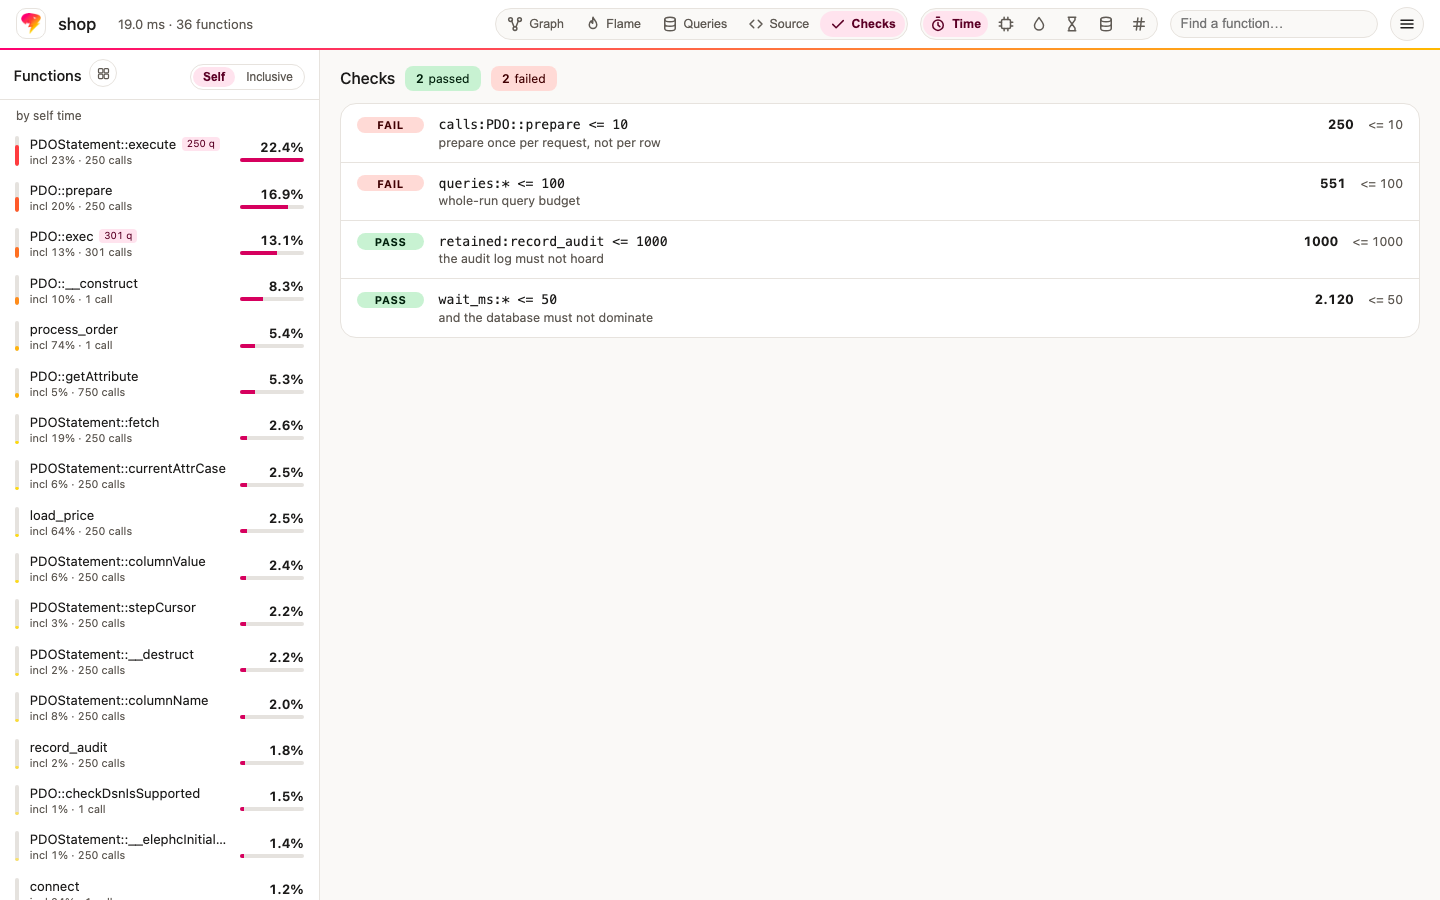 shop
19.0 ms · 36 functions
Graph
Flame
Queries
Source
Checks
Time
Find a function…
Functions
Self
Inclusive
by self time
PDOStatement::execute 250 q
22.4%
incl 23% · 250 calls
PDO::prepare
16.9%
incl 20% · 250 calls
PDO::exec 301 q
13.1%
incl 13% · 301 calls
PDO::__construct
8.3%
incl 10% · 1 call
process_order
5.4%
incl 74% · 1 call
PDO::getAttribute
5.3%
incl 5% · 750 calls
PDOStatement::fetch
2.6%
incl 19% · 250 calls
PDOStatement::currentAttrCase
2.5%
incl 6% · 250 calls
load_price
2.5%
incl 64% · 250 calls
PDOStatement::columnValue
2.4%
incl 6% · 250 calls
PDOStatement::stepCursor
2.2%
incl 3% · 250 calls
PDOStatement::__destruct
2.2%
incl 2% · 250 calls
PDOStatement::columnName
2.0%
incl 8% · 250 calls
record_audit
1.8%
incl 2% · 250 calls
PDO::checkDsnIsSupported
1.5%
incl 1% · 1 call
PDOStatement::__elephcInitial…
1.4%
incl 1% · 250 calls
connect
1.2%
Checks
2 passed
2 failed
FAIL
calls:PDO::prepare <= 10
250 <= 10
prepare once per request, not per row
FAIL
queries:* <= 100
551 <= 100
whole-run query budget
PASS
retained:record_audit <= 1000
1000 <= 1000
the audit log must not hoard
PASS
wait_ms:* <= 50
2.120 <= 50
and the database must not dominate